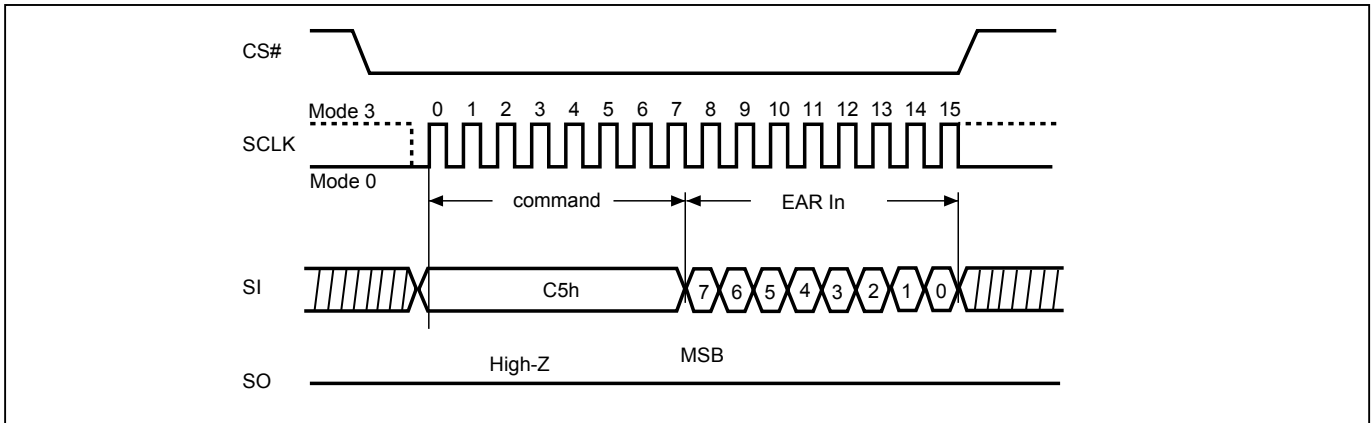 CS#
Mode 3
0 1 2 3 4 5 6 7 8 9 10 11 12 13 14 15
SCLK
Mode 0
command
EAR In
SI
C5h
7 6 5 4 3 2 1 0
High-Z
MSB
SO